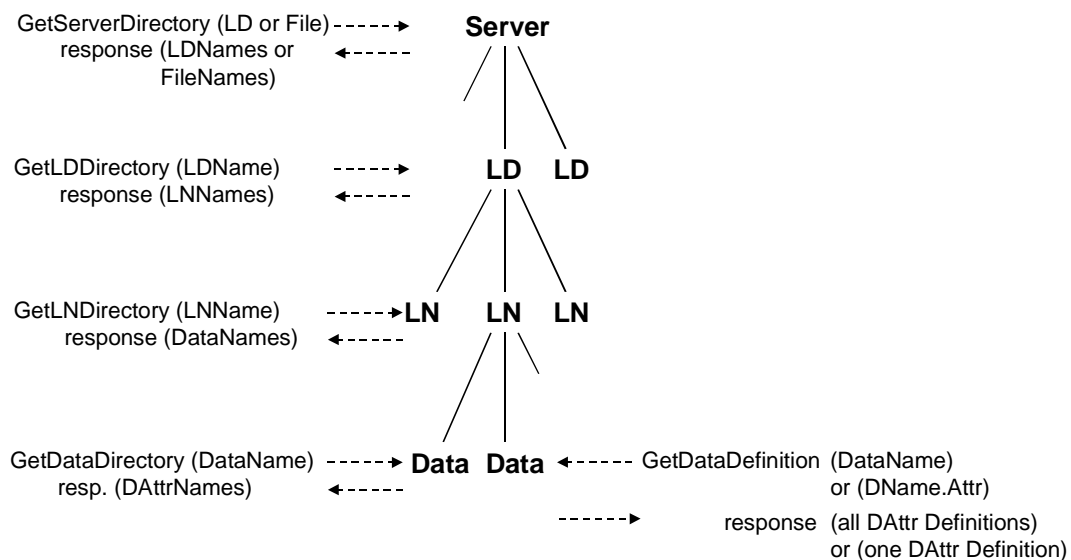 GetServerDirectory (LD or File)
Server
response (LDNames or
FileNames)
GetLDDirectory (LDName)
LD LD
response (LNNames)
GetLNDirectory (LNName)
LN LN LN
response (DataNames)
GetDataDirectory (DataName)
Data Data
GetDataDefinition (DataName)
resp. (DAttrNames)
or (DName.Attr)
response (all DAttr Definitions)
or (one DAttr Definition)